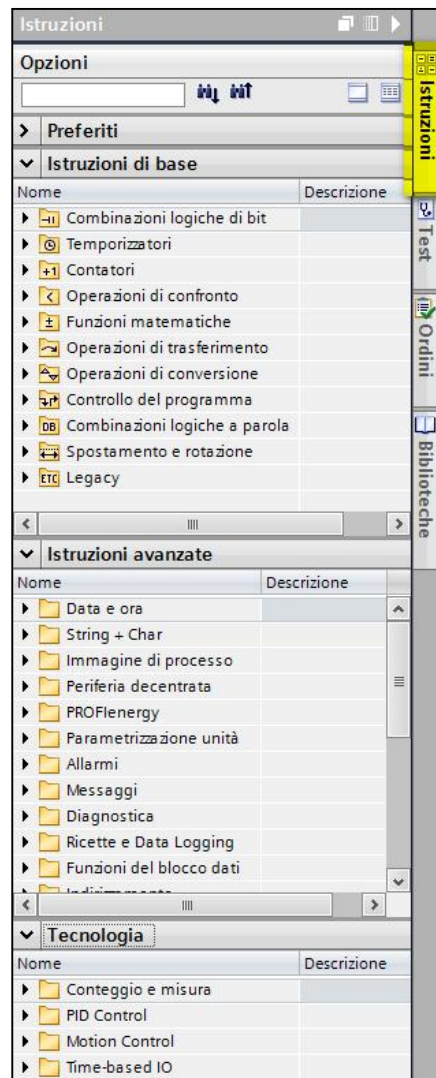 Istruzioni
Opzioni
Preferiti
Istruzioni di base
Nome Descrizione
Combinazioni logiche di bit
Temporizzatori
+1 Contatori
Operazioni di confronto
± Funzioni matematiche
Operazioni di trasferimento
Operazioni di conversione
Controllo del programma
DB Combinazioni logiche a parola
Spostamento e rotazione
ETC Legacy
Istruzioni avanzate
Nome Descrizione
Data e ora
String + Char
Immagine di processo
Periferia decentrata
PROFIenergy
Parametrizzazione unità
Allarmi
Messaggi
Diagnostica
Ricette e Data Logging
Funzioni del blocco dati
Tecnologia
Nome Descrizione
Conteggio e misura
PID Control
Motion Control
Time-based IO
Istruzioni
Test
Ordini
Biblioteche